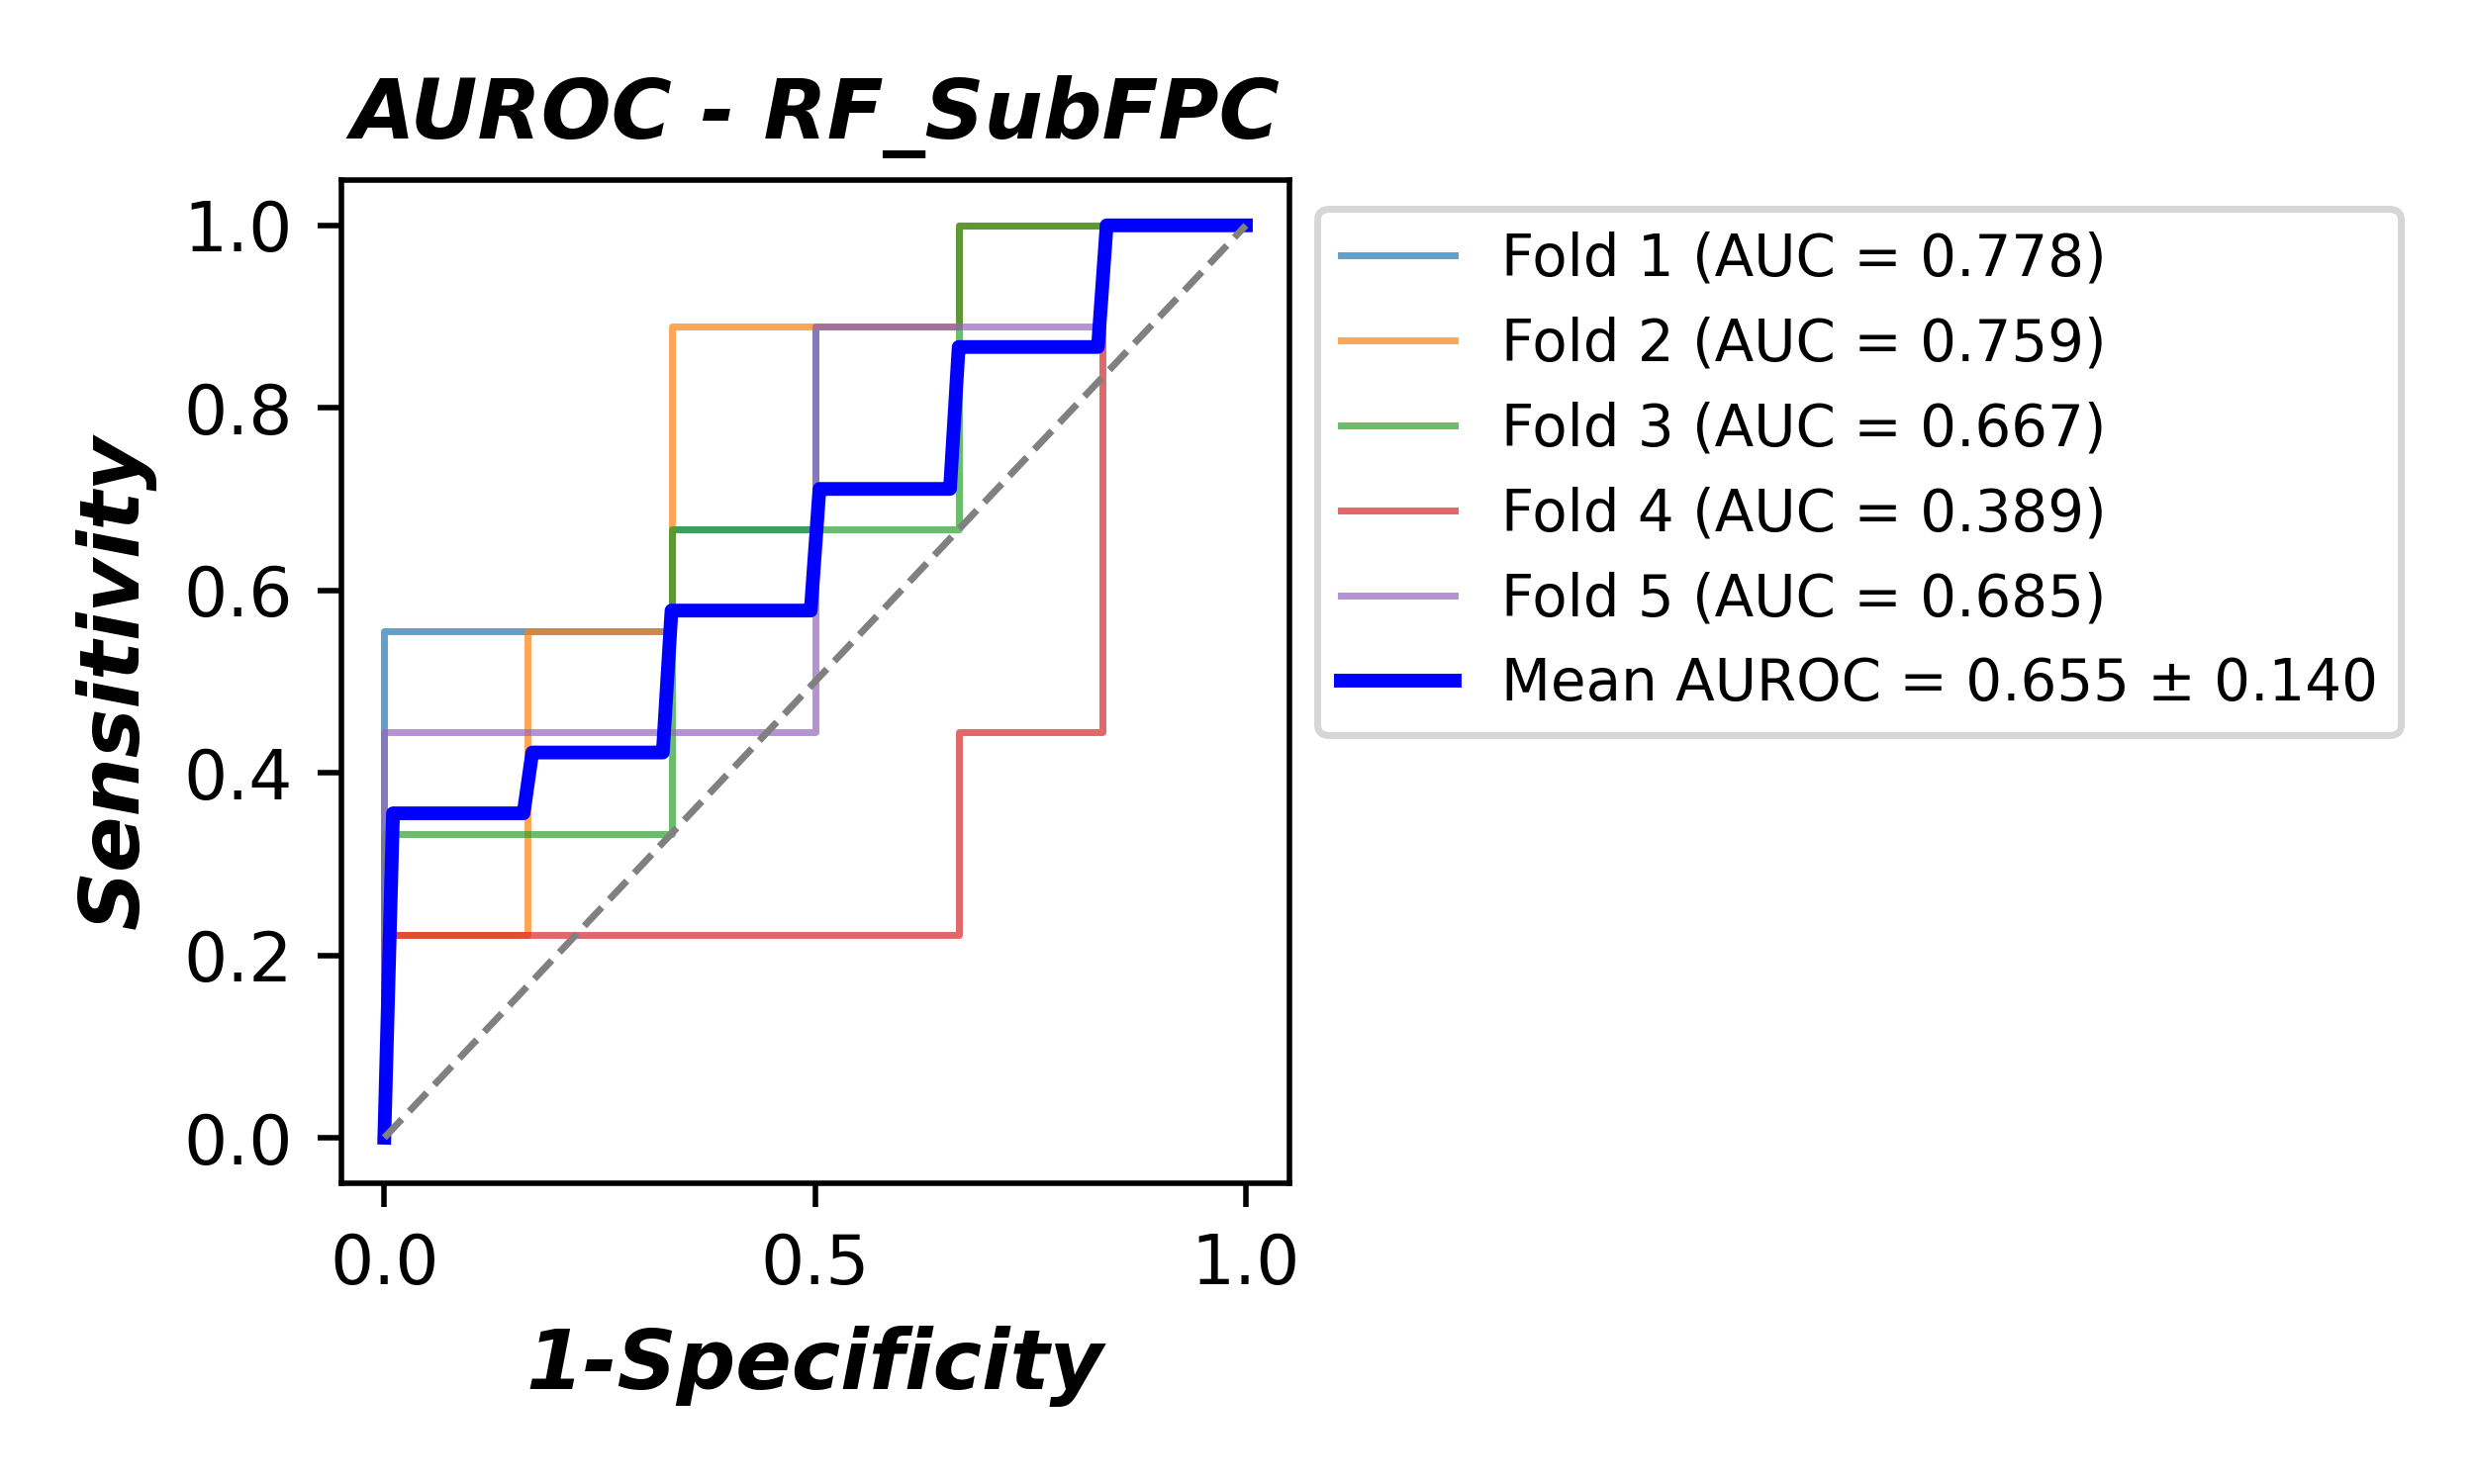 AUROC - RF_SubFPC
Sensitivity
1.0
0.8
0.6
0.4
0.2
0.0
0.0 0.5 1.0
1-Specificity
Fold 1 (AUC = 0.778)
Fold 2 (AUC = 0.759)
Fold 3 (AUC = 0.667)
Fold 4 (AUC = 0.389)
Fold 5 (AUC = 0.685)
Mean AUROC = 0.655 ± 0.140